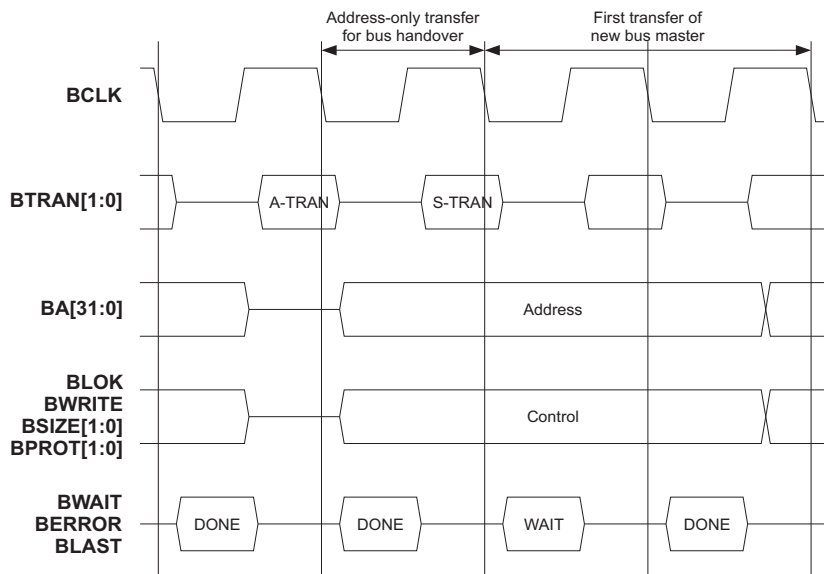 Address-only transfer
for bus handover
First transfer of
new bus master
BCLK
BTRAN[1:0]
A-TRAN
S-TRAN
BA[31:0]
Address
BLOK
BWRITE
BSIZE[1:0]
BPROT[1:0]
Control
BWAIT
BERROR
BLAST
DONE
DONE
WAIT
DONE